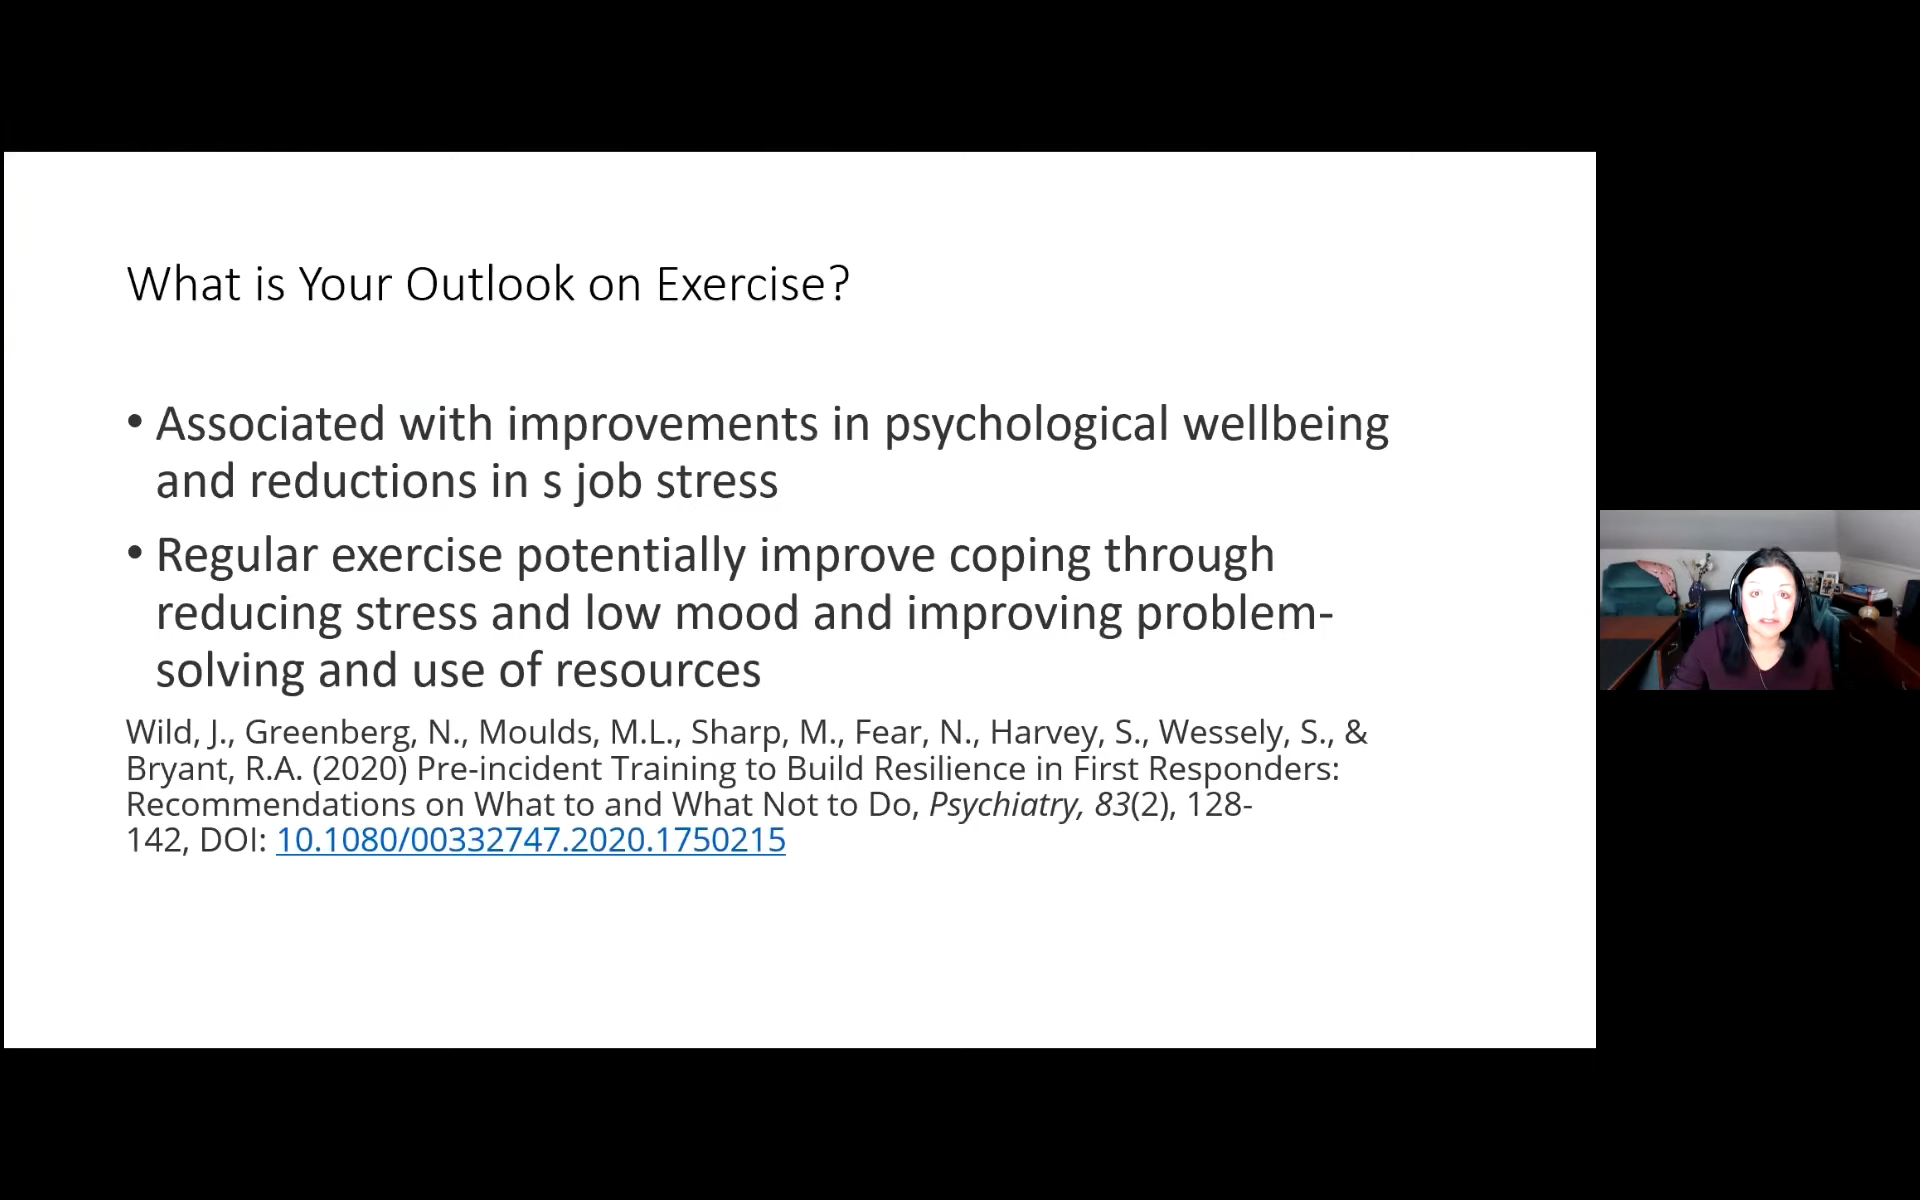 What is Your Outlook on Exercise?
• Associated with improvements in psychological wellbeing
and reductions in s job stress
• Regular exercise potentially improve coping through
reducing stress and low mood and improving problem-
solving and use of resources
Wild, J., Greenberg, N., Moulds, M.L., Sharp, M., Fear, N., Harvey, S., Wessely, S., &
Bryant, R.A. (2020) Pre-incident Training to Build Resilience in First Responders:
Recommendations on What to and What Not to Do, Psychiatry, 83(2), 128-
142, DOI: 10.1080/00332747.2020.1750215